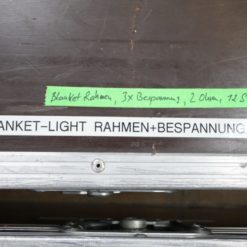 Blanket Rahmen, 3x Bespannung, 2 Ohm, 12 S
ANKET-LIGHT RAHMEN+BESPANNUNG